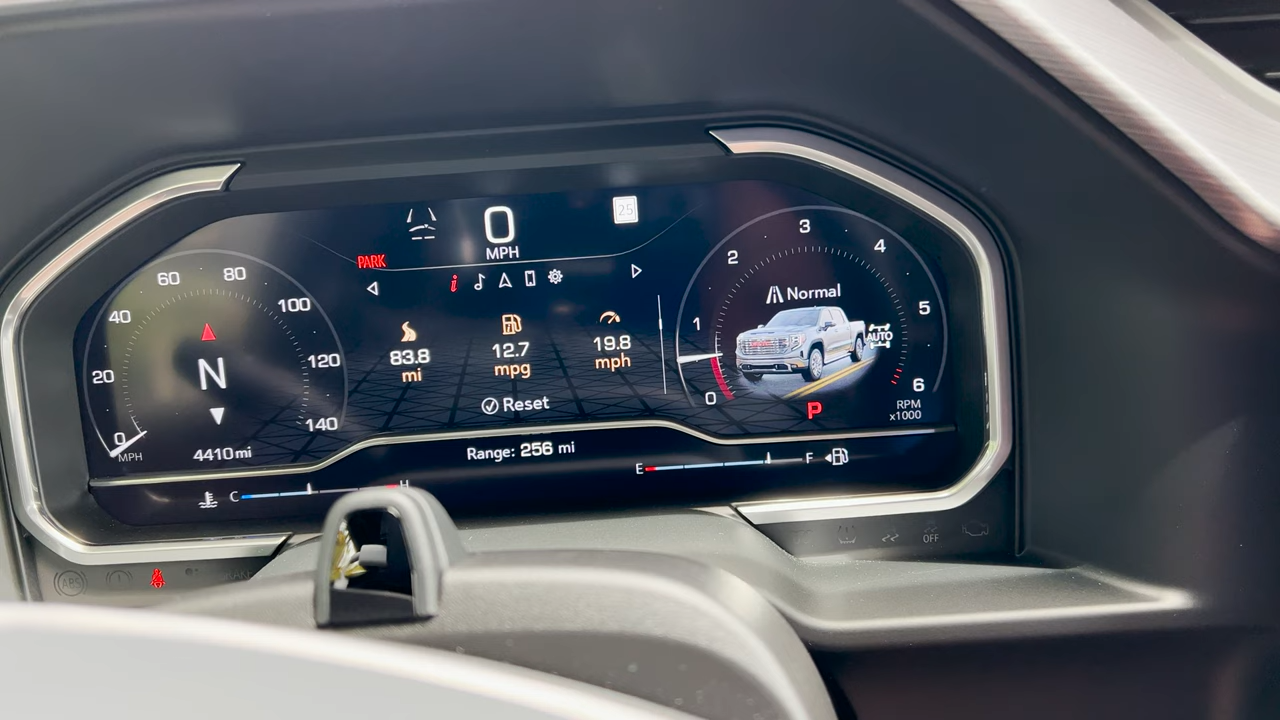 0
MPH
25
PARK
i
60 80
40 100
20 120
0 140
MPH
N
4410 mi
83.8
mi
12.7
mpg
19.8
mph
Reset
Range: 256 mi
C H
E F
0 1 2 3 4 5 6
RPM
x1000
Normal
AUTO
P
ABS
OFF